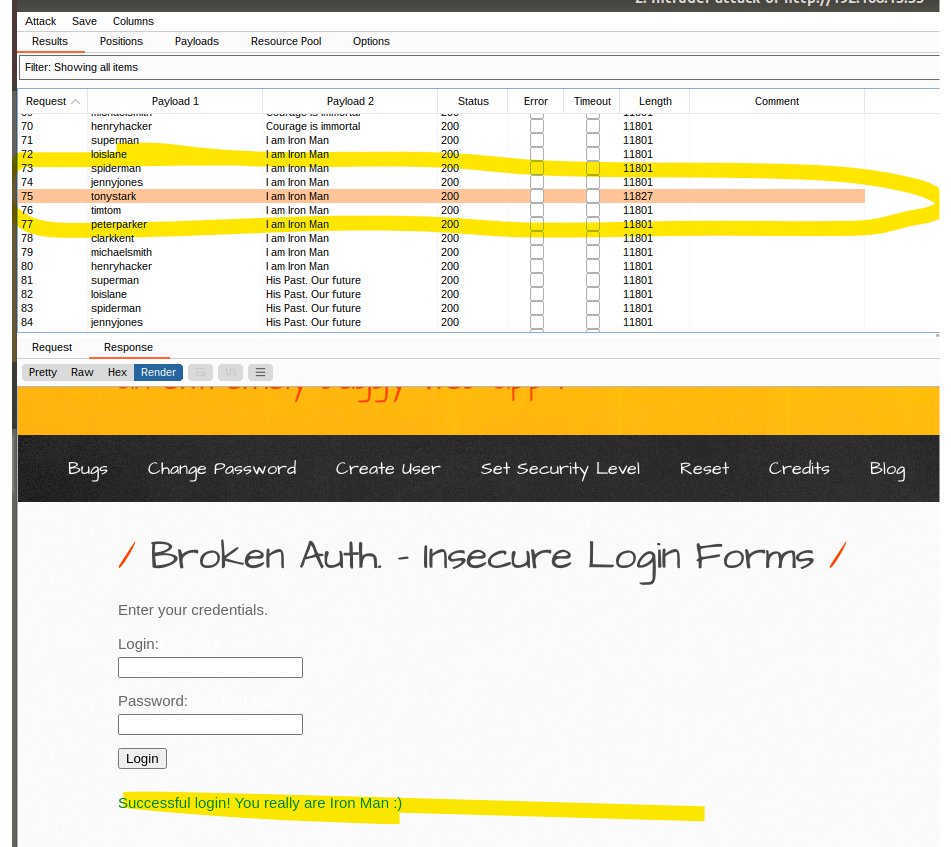 2. Intruder attack of http://192.168.
Attack Save Columns
Results Positions Payloads Resource Pool Options
Filter: Showing all items
Request Payload 1 Payload 2 Status Error Timeout Length Comment
69 michaelsmith Courage is immortal 200 11801
70 henryhacker Courage is immortal 200 11801
71 superman I am Iron Man 200 11801
72 loislane I am Iron Man 200 11801
73 spiderman I am Iron Man 200 11801
74 jennyjones I am Iron Man 200 11801
75 tonystark I am Iron Man 200 11827
76 timtom I am Iron Man 200 11801
77 peterparker I am Iron Man 200 11801
78 clarkkent I am Iron Man 200 11801
79 michaelsmith I am Iron Man 200 11801
80 henryhacker I am Iron Man 200 11801
81 superman His Past. Our future 200 11801
82 loislane His Past. Our future 200 11801
83 spiderman His Past. Our future 200 11801
84 jennyjones His Past. Our future 200 11801
Request Response
Pretty Raw Hex Render \n
an extremely buggy web app !
Bugs Change Password Create User Set Security Level Reset Credits Blog
/ Broken Auth. - Insecure Login Forms /
Enter your credentials.
Login:
Password:
Login
Successful login! You really are Iron Man :)